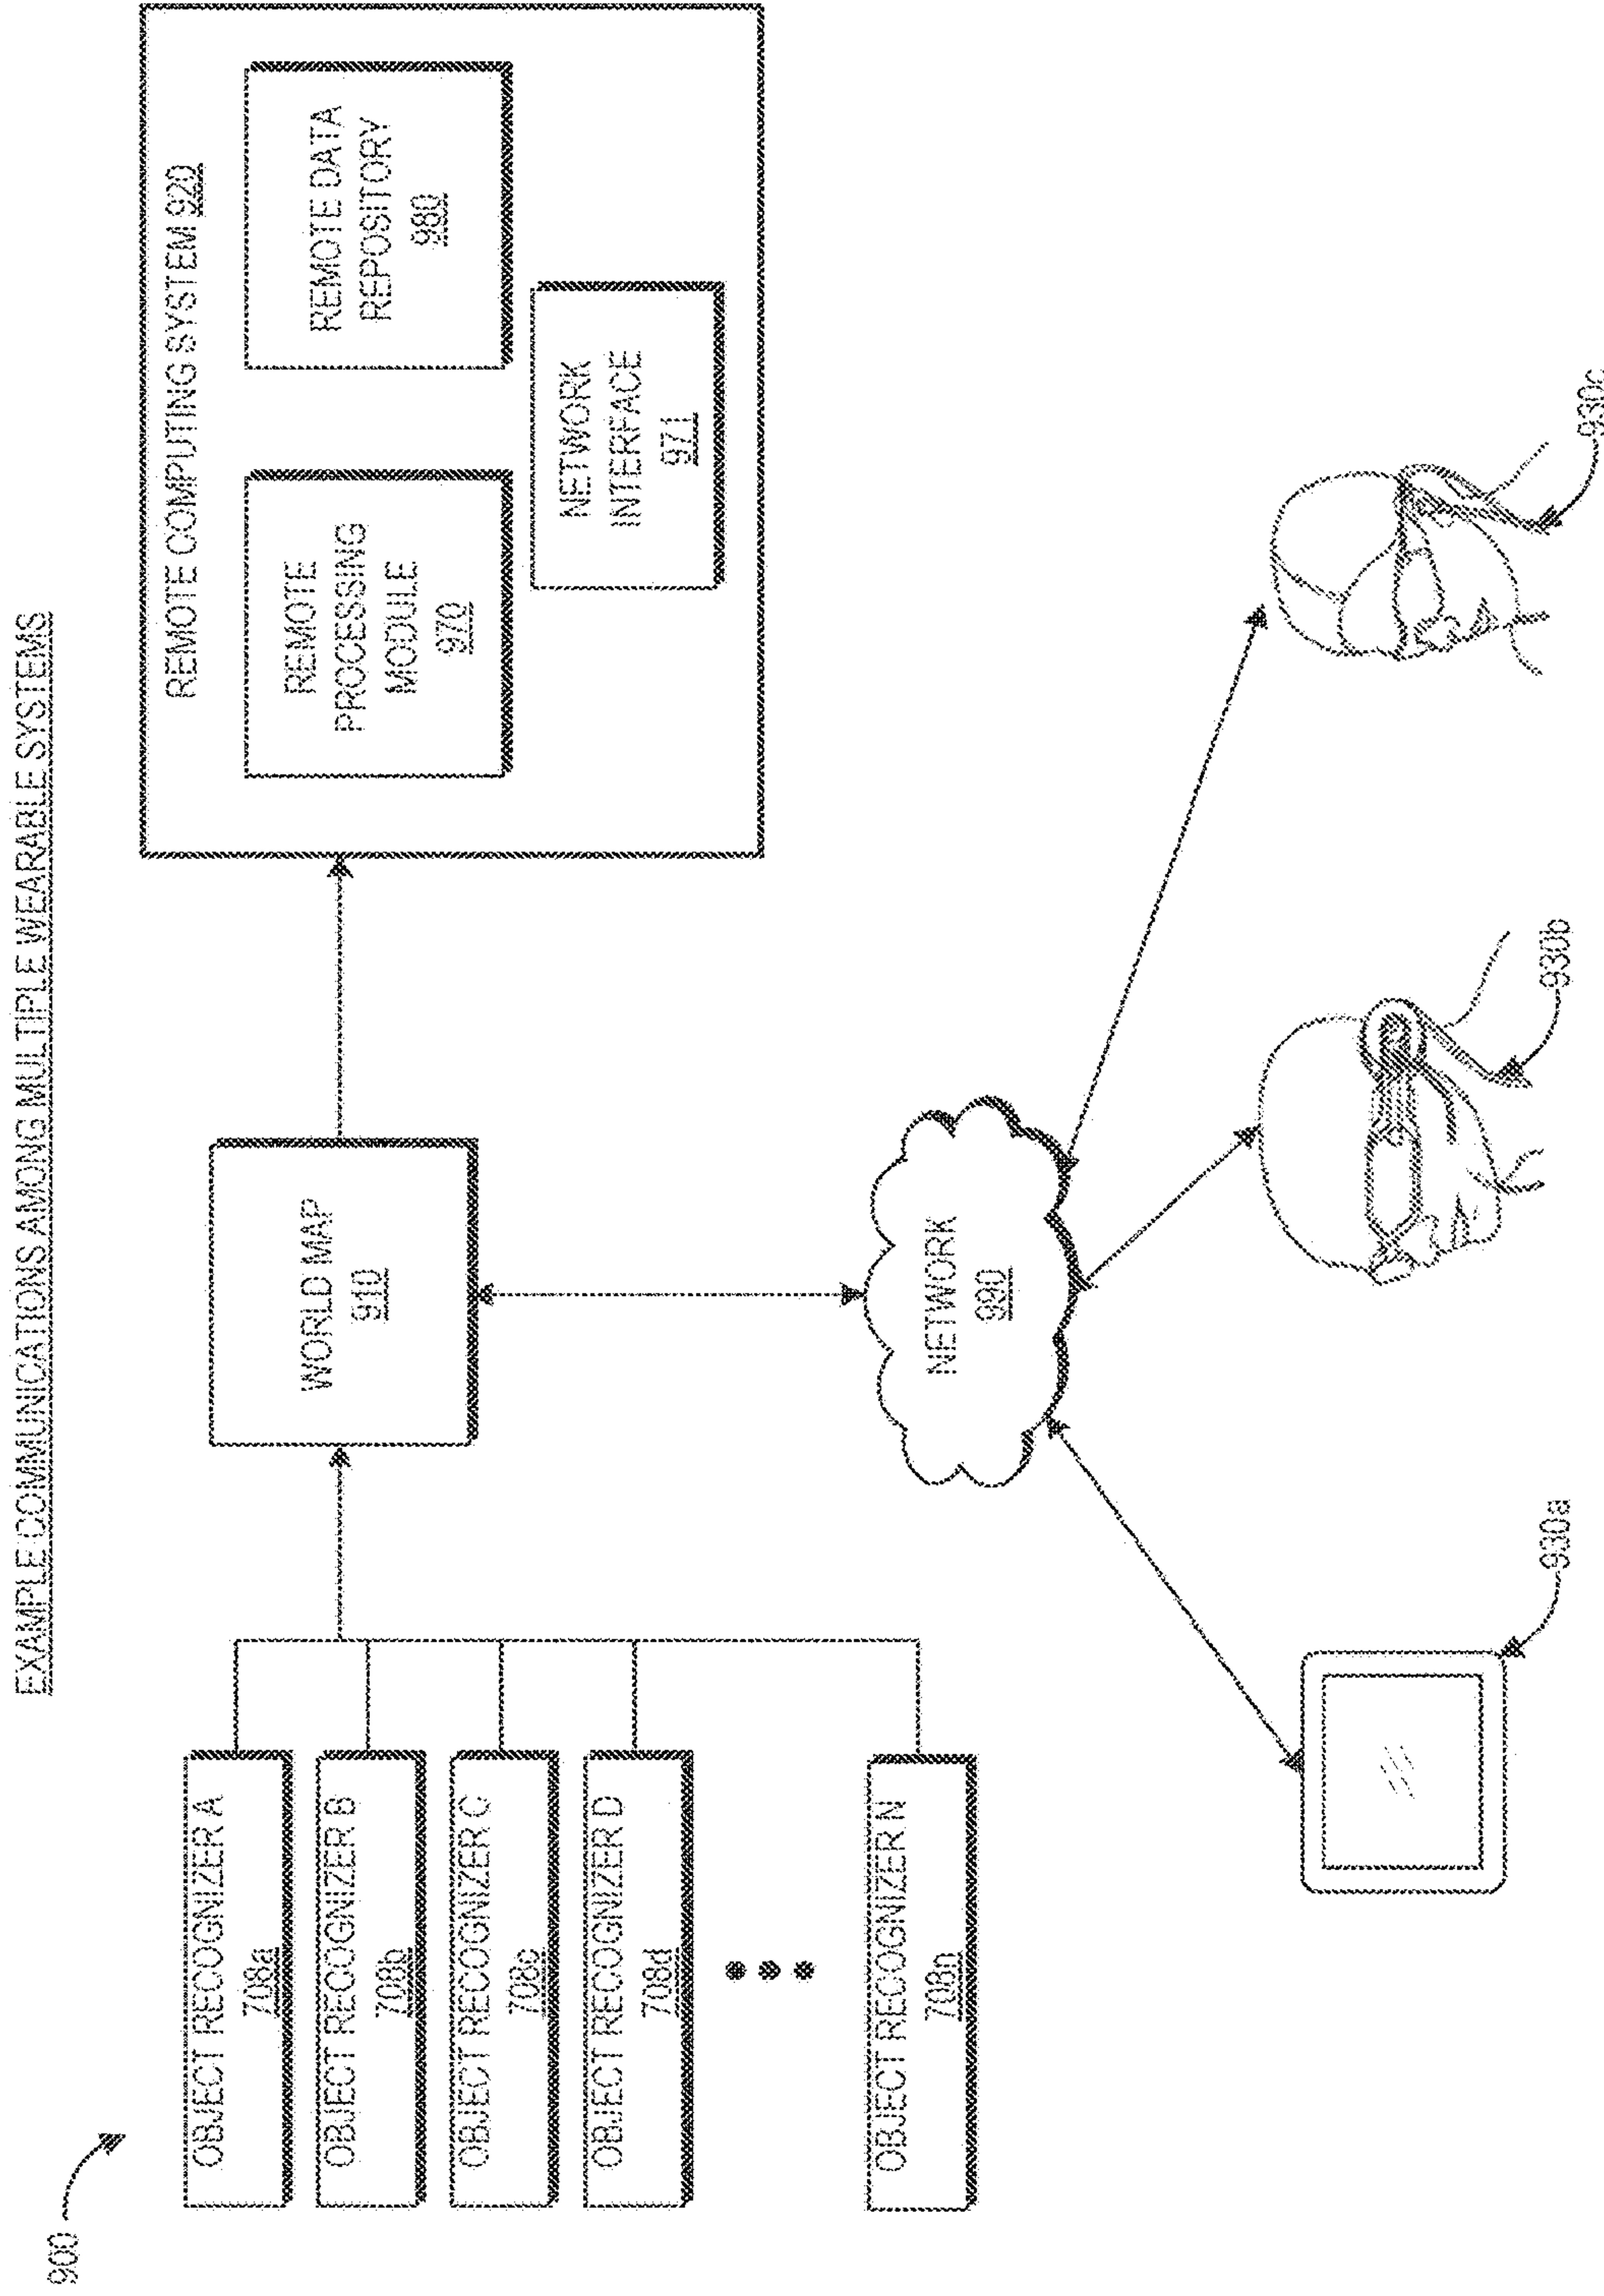 EXAMPLE COMMUNICATIONS AMONG MULTIPLE WEARABLE SYSTEMS
900
OBJECT RECOGNIZER A
708a
OBJECT RECOGNIZER B
708b
OBJECT RECOGNIZER C
708c
OBJECT RECOGNIZER D
708d
OBJECT RECOGNIZER N
708n
WORLD MAP
910
REMOTE COMPUTING SYSTEM 920
REMOTE
PROCESSING
MODULE
970
REMOTE DATA
REPOSITORY
980
NETWORK
INTERFACE
971
NETWORK
990
930a
930b
930c